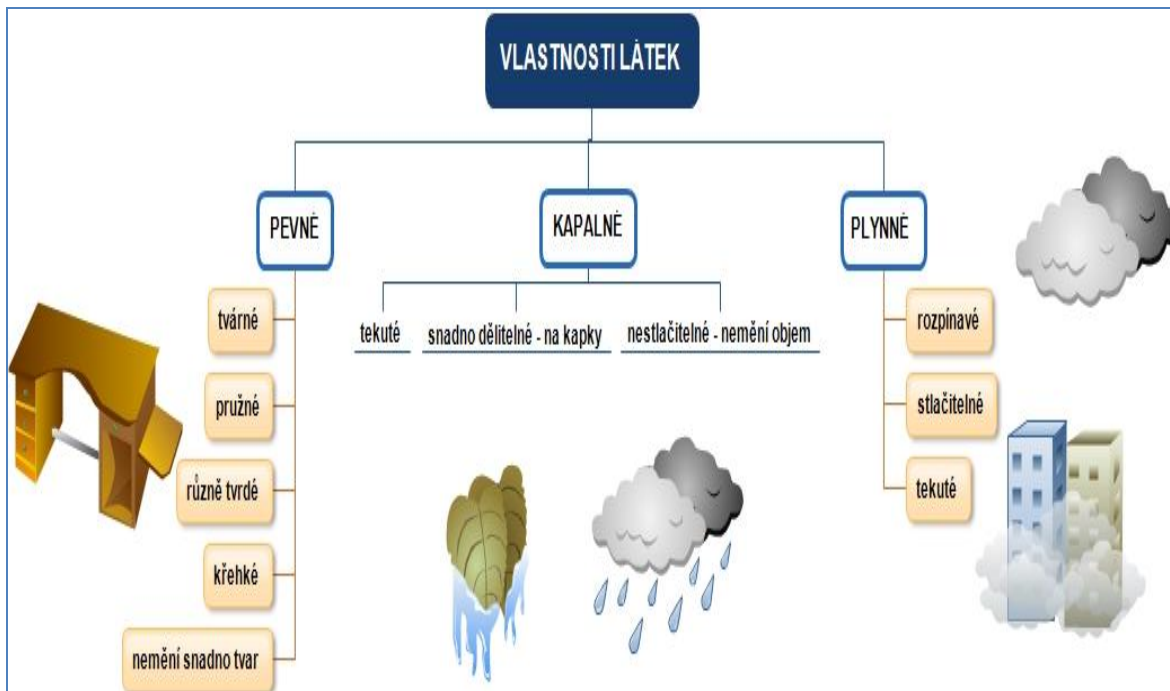 VLASTNOSTI LÁTEK
PEVNÉ
KAPALNÉ
PLYNNÉ
tvárné
pružné
různě tvrdé
křehké
nemění snadno tvar
tekuté
snadno dělitelné - na kapky
nestlačitelné - nemění objem
rozpínavé
stlačitelné
tekuté